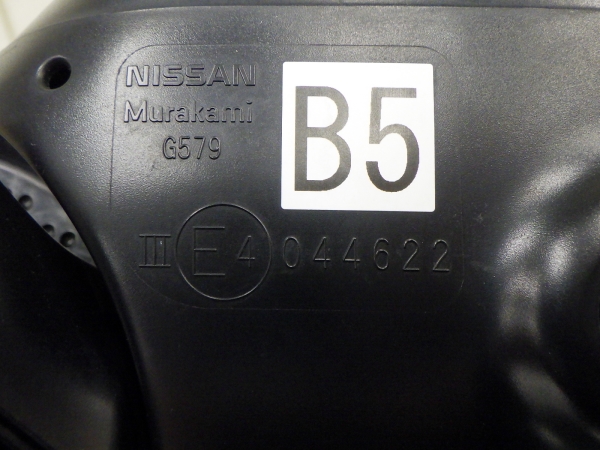 NISSAN
Murakami
G579
B5
III E4 044622